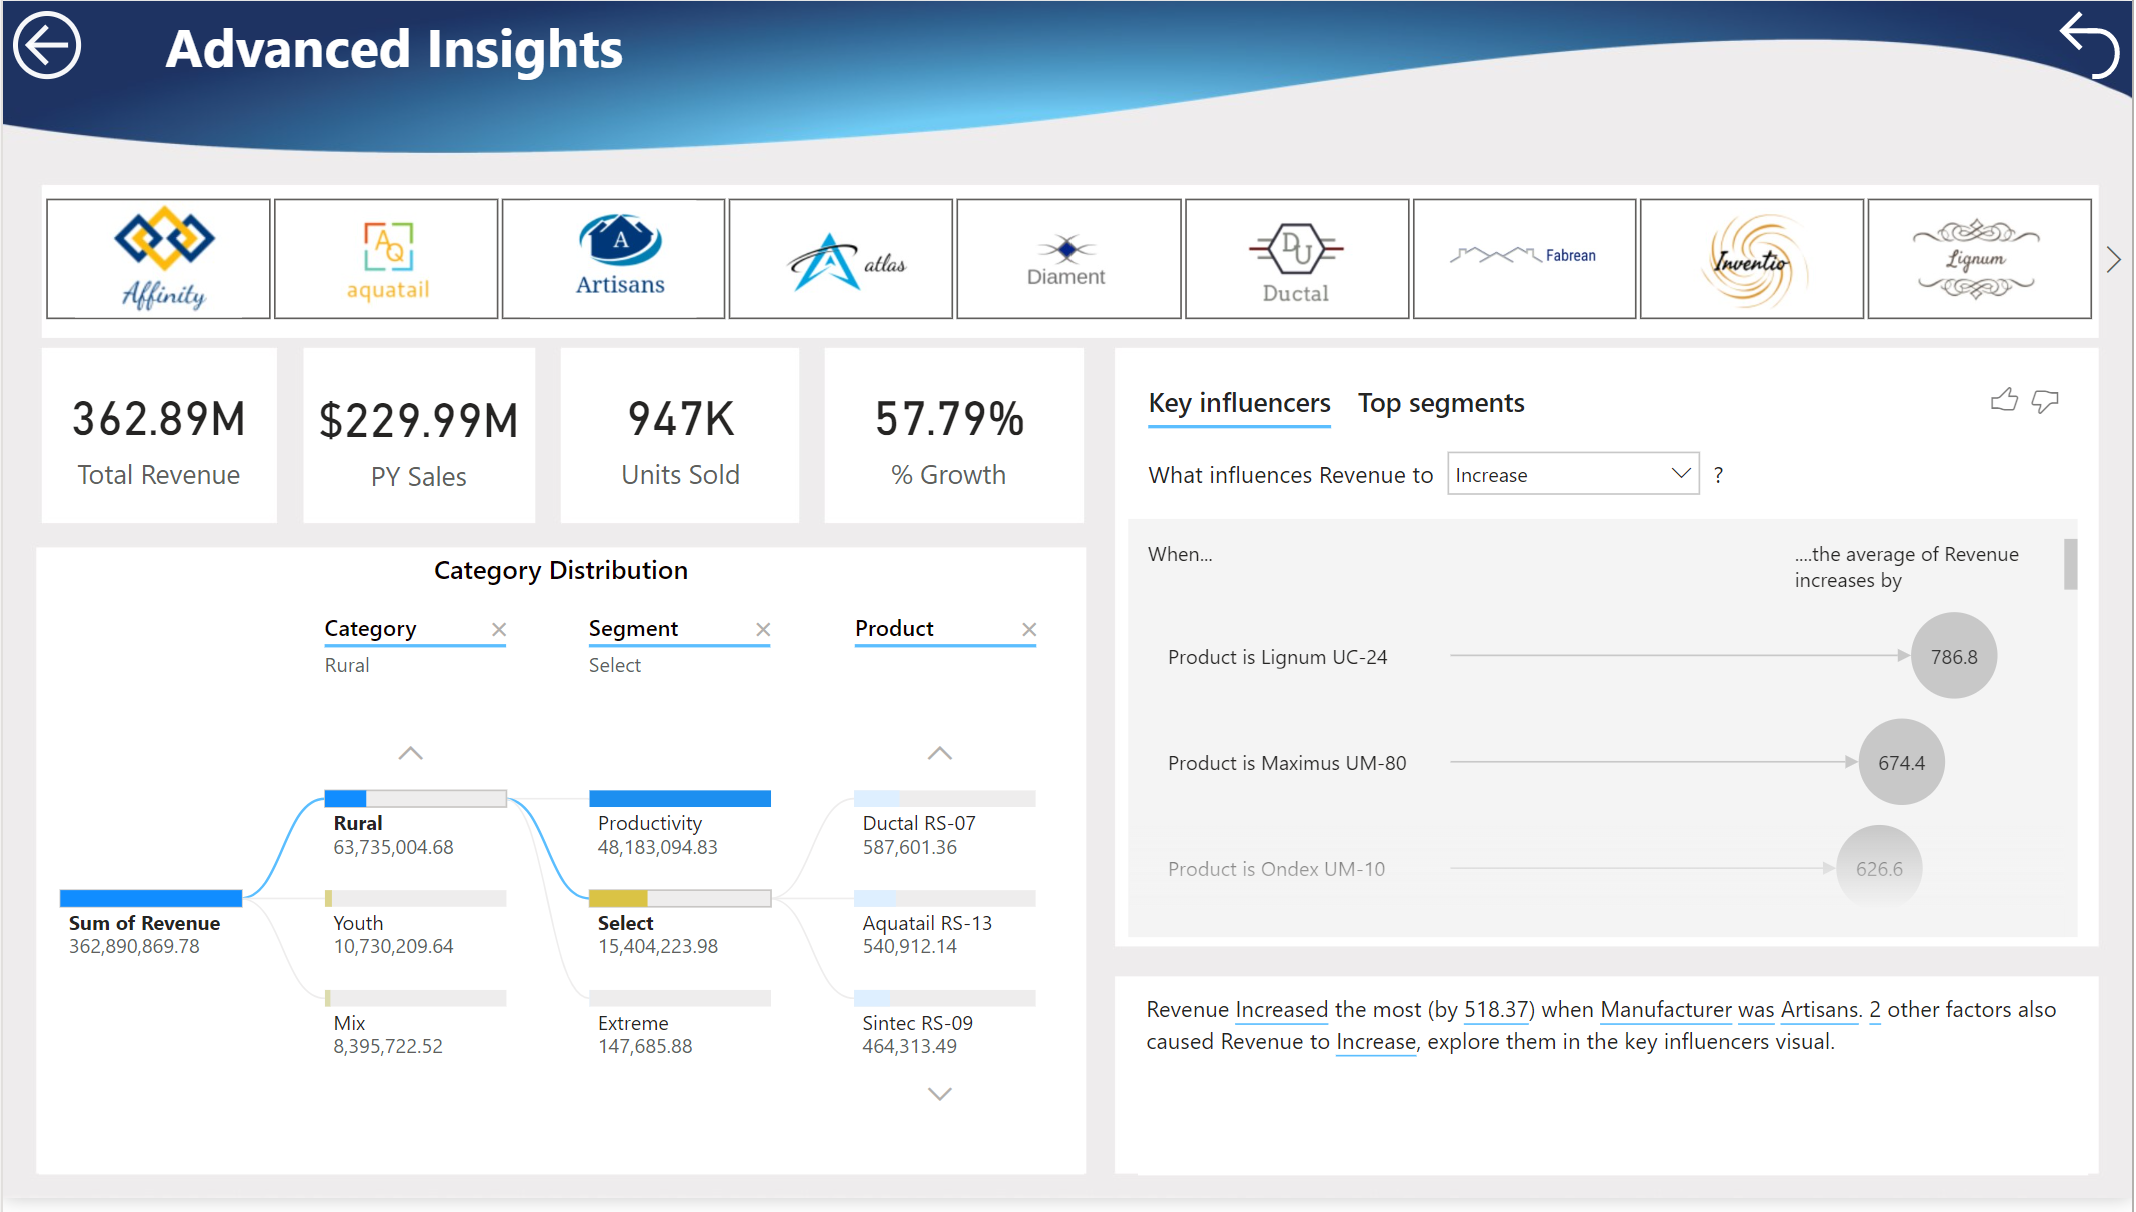 Advanced Insights
Affinity
AQ
aquatail
A
Artisans
atlas
Diament
DU
Ductal
Fabrean
Inventio
Lignum
362.89M
Total Revenue
$229.99M
PY Sales
947K
Units Sold
57.79%
% Growth
Key influencers Top segments
What influences Revenue to Increase ?
When...
....the average of Revenue
increases by
Product is Lignum UC-24 786.8
Product is Maximus UM-80 674.4
Product is Ondex UM-10 626.6
Category Distribution
Category
Rural
Segment
Select
Product
Sum of Revenue
362,890,869.78
Rural
63,735,004.68
Youth
10,730,209.64
Mix
8,395,722.52
Productivity
48,183,094.83
Select
15,404,223.98
Extreme
147,685.88
Ductal RS-07
587,601.36
Aquatail RS-13
540,912.14
Sintec RS-09
464,313.49
Revenue Increased the most (by 518.37) when Manufacturer was Artisans. 2 other factors also
caused Revenue to Increase, explore them in the key influencers visual.